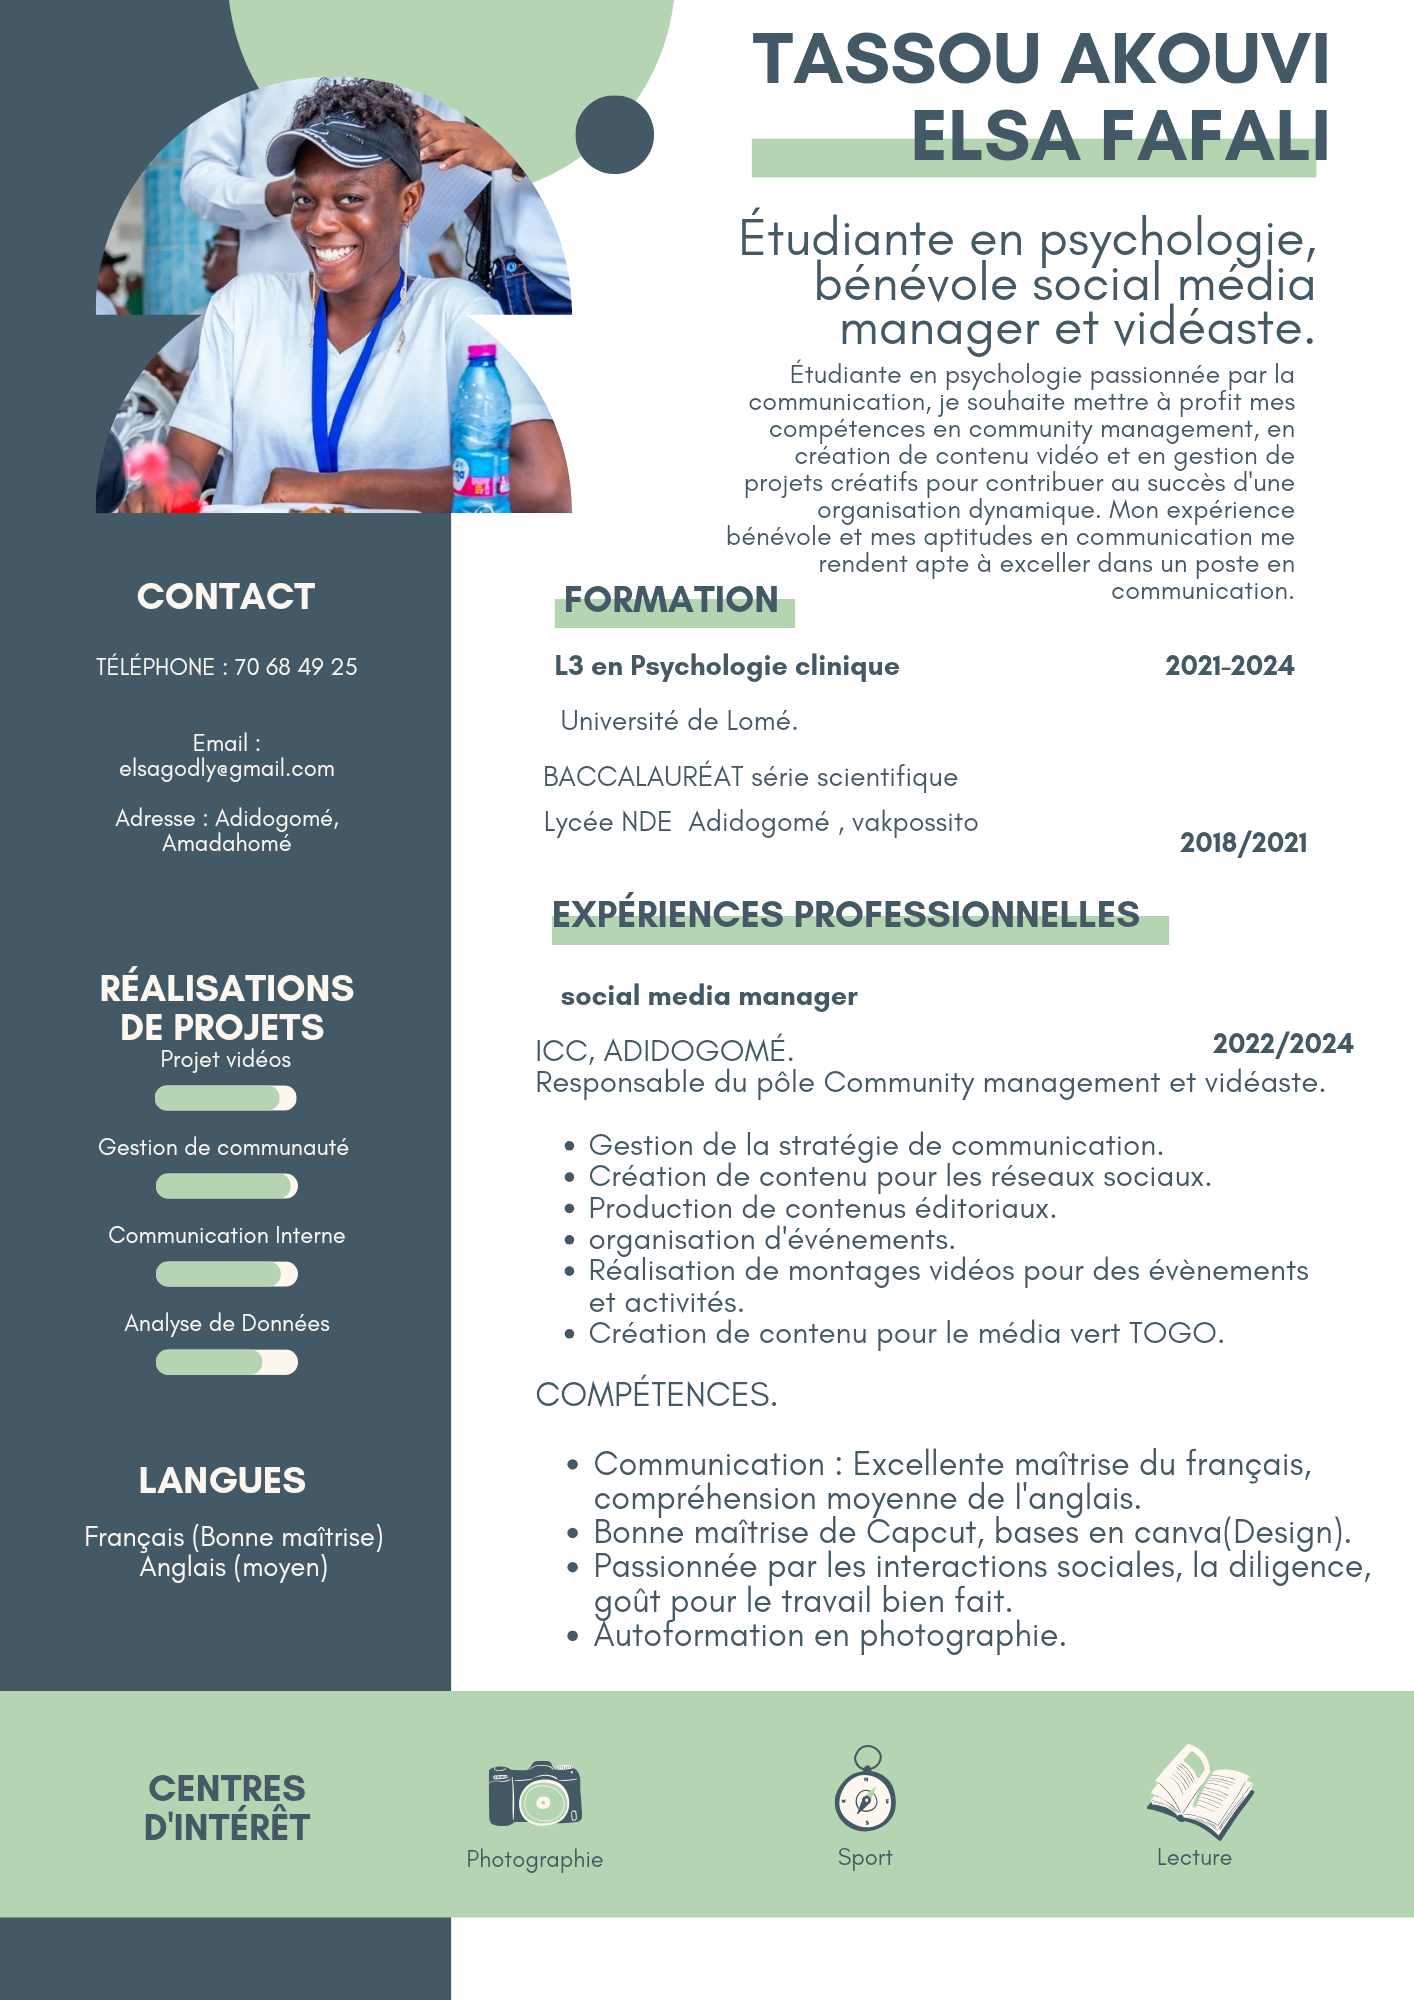 TASSOU AKOUVI
ELSA FAFALI
Étudiante en psychologie,
bénévole social média
manager et vidéaste.
Étudiante en psychologie passionnée par la
communication, je souhaite mettre à profit mes
compétences en community management, en
création de contenu vidéo et en gestion de
projets créatifs pour contribuer au succès d'une
organisation dynamique. Mon expérience
bénévole et mes aptitudes en communication me
rendent apte à exceller dans un poste en
communication.
CONTACT
TÉLÉPHONE : 70 68 49 25
Email :
elsagodly@gmail.com
Adresse : Adidogomé,
Amadahomé
RÉALISATIONS
DE PROJETS
Projet vidéos
Gestion de communauté
Communication Interne
Analyse de Données
LANGUES
Français (Bonne maîtrise)
Anglais (moyen)
FORMATION
L3 en Psychologie clinique 2021-2024
Université de Lomé.
BACCALAURÉAT série scientifique
Lycée NDE Adidogomé , vakpossito
2018/2021
EXPÉRIENCES PROFESSIONNELLES
social media manager
2022/2024
ICC, ADIDOGOMÉ.
Responsable du pôle Community management et vidéaste.
• Gestion de la stratégie de communication.
• Création de contenu pour les réseaux sociaux.
• Production de contenus éditoriaux.
• organisation d'événements.
• Réalisation de montages vidéos pour des évènements
et activités.
• Création de contenu pour le média vert TOGO.
COMPÉTENCES.
• Communication : Excellente maîtrise du français,
compréhension moyenne de l'anglais.
• Bonne maîtrise de Capcut, bases en canva(Design).
• Passionnée par les interactions sociales, la diligence,
goût pour le travail bien fait.
• Autoformation en photographie.
CENTRES
D'INTÉRÊT
Photographie
Sport
Lecture